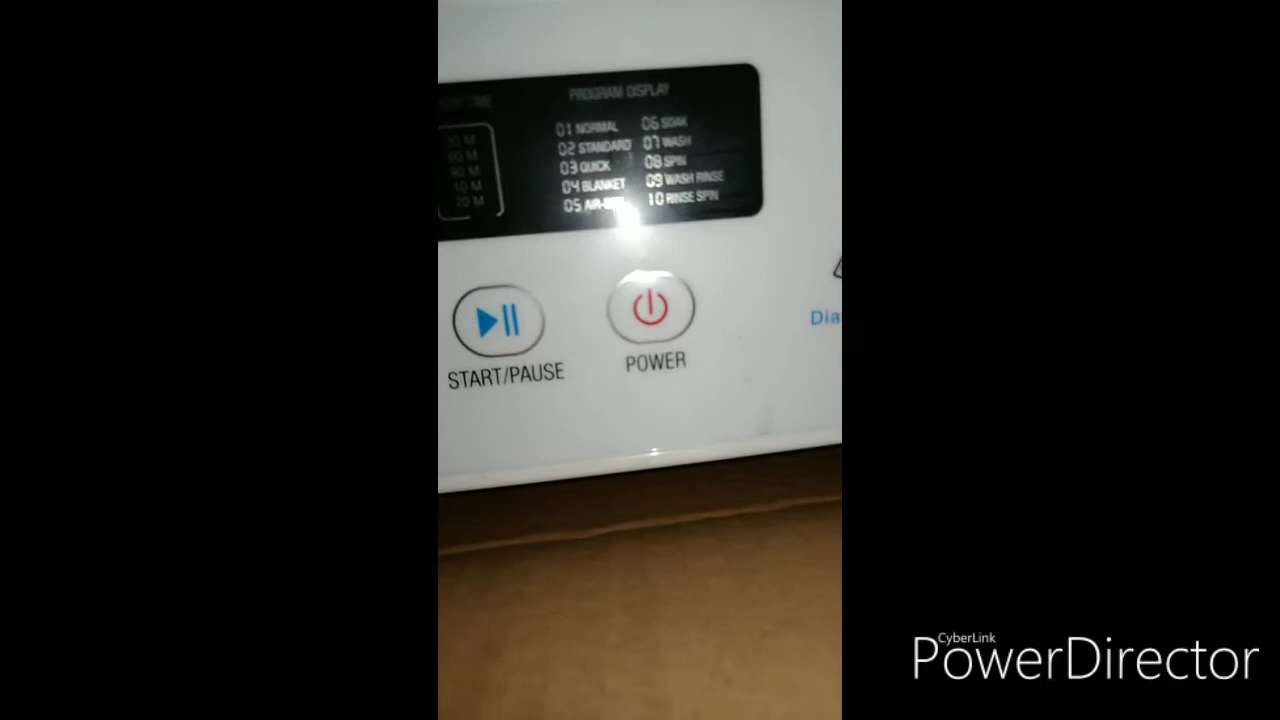 PROGRAM DISPLAY
01 NORMAL
02 STANDARD
03 QUICK
04 BLANKET
05
06 SOAK
07 WASH
08 SPIN
09 WASH RINSE
10 RINSE SPIN
START/PAUSE
POWER
Dia
CyberLink
PowerDirector